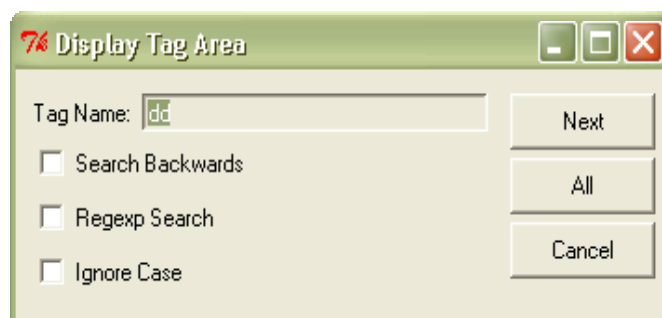 Display Tag Area
Tag Name: dd
Next
Search Backwards
All
Regexp Search
Cancel
Ignore Case